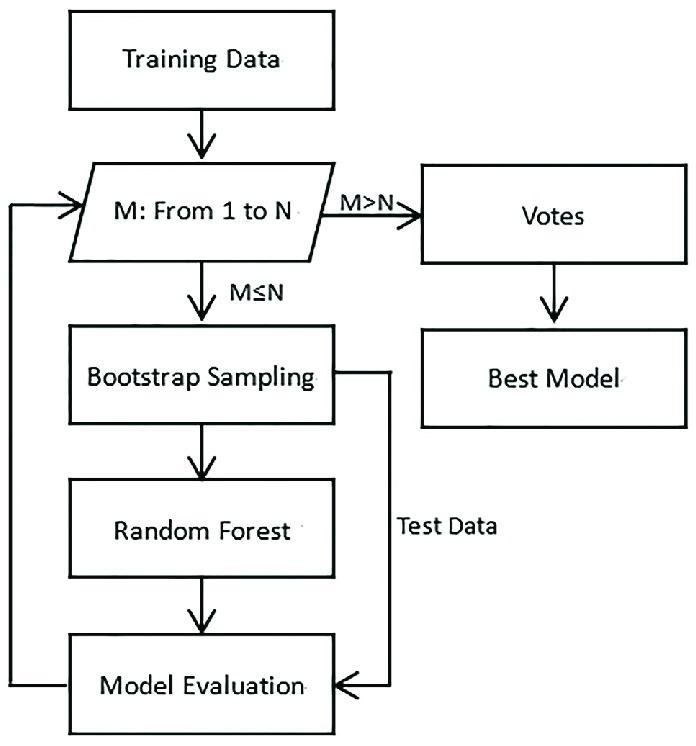 Training Data
M: From 1 to N
M>N
Votes
M≤N
Bootstrap Sampling
Best Model
Random Forest
Test Data
Model Evaluation